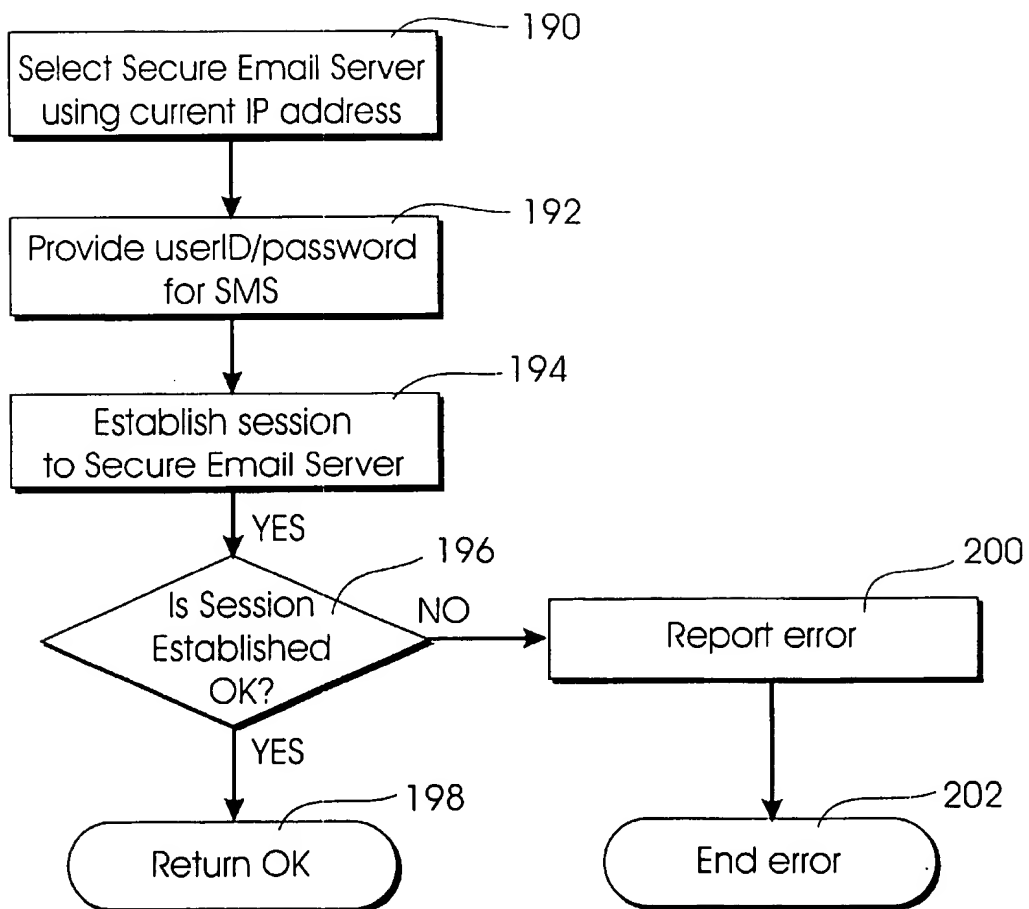 190
Select Secure Email Server
using current IP address
192
Provide userID/password
for SMS
194
Establish session
to Secure Email Server
YES
196
Is Session
Established
OK?
NO
200
Report error
YES
198
Return OK
202
End error